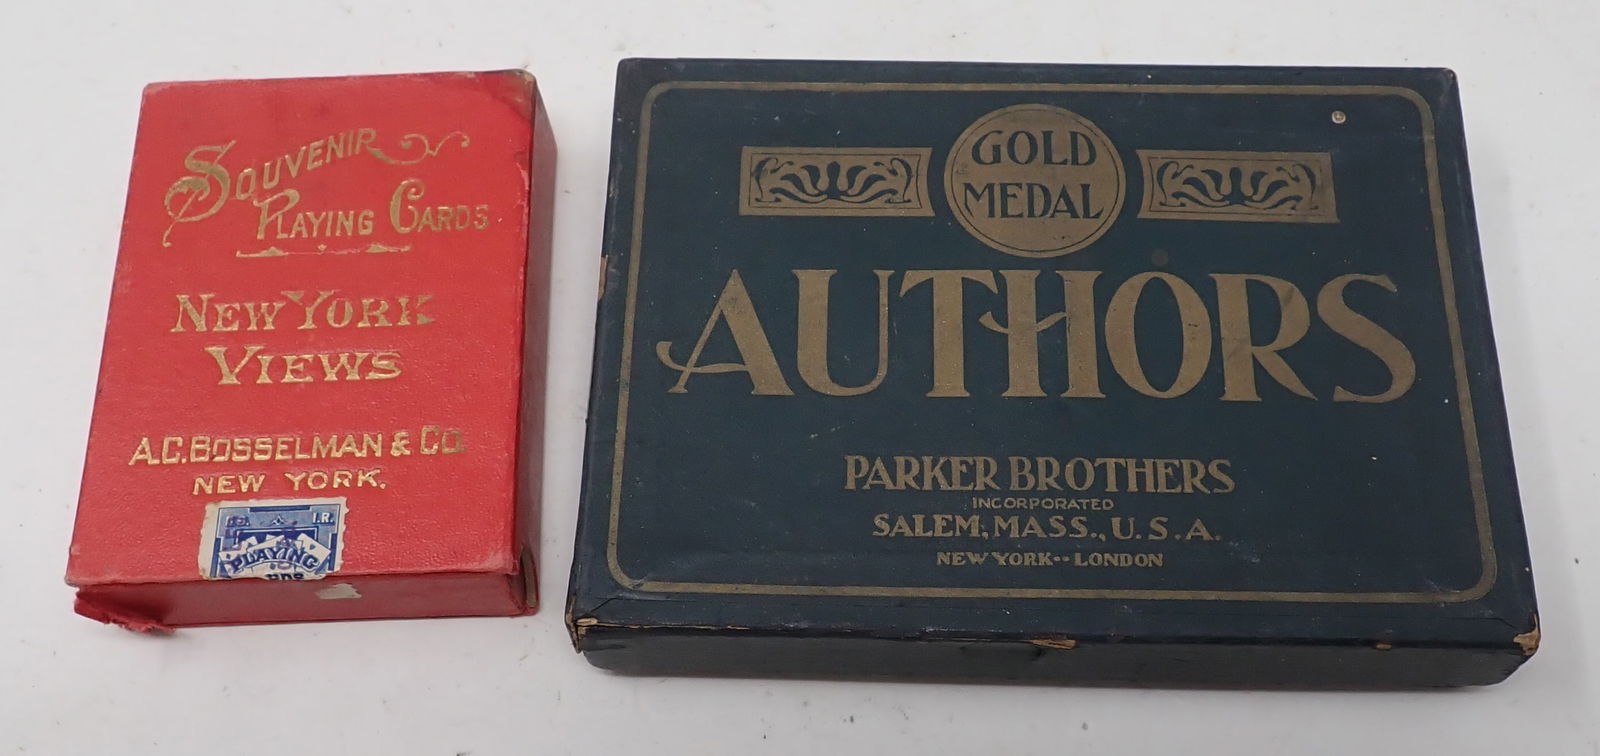 SOUVENIR
PLAYING CARDS
NEW YORK
VIEWS
A.C. BOSSELMAN & CO.
NEW YORK.
I.R.
PLAYING
GOLD
MEDAL
AUTHORS
PARKER BROTHERS
INCORPORATED
SALEM, MASS., U.S.A.
NEW YORK-- LONDON